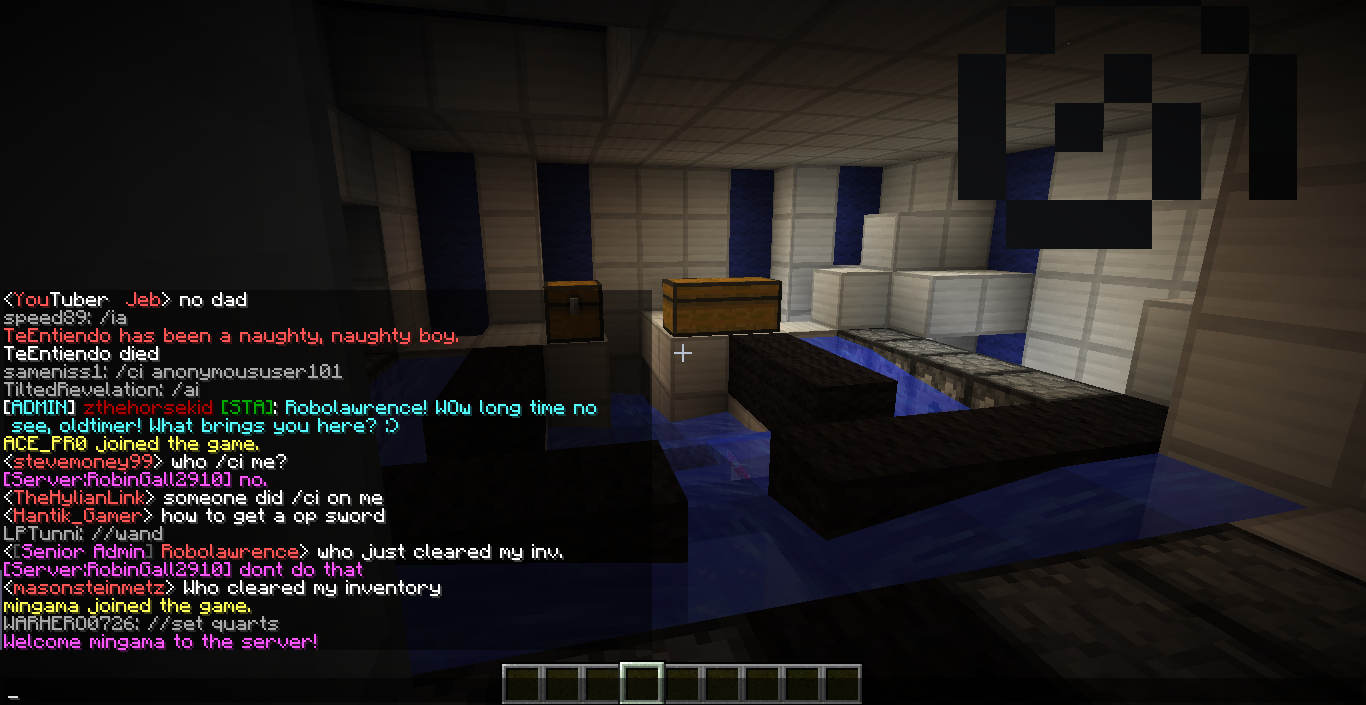 <YouTuber Jeb> no dad
speed89: /ia
TeEntiendo has been a naughty, naughty boy.
TeEntiendo died
sameniss1: /ci anonymoususer101
TiltedRevelation: /ai
[ADMIN] zthehorsekid [STA]: Robolawrence! WOw long time no
see, oldtimer! What brings you here? :)
ACE_PR0 joined the game.
<stevemoney99> who /ci me?
[Server:RobinGall2910] no.
<TheHylianLink> someone did /ci on me
<Hantik_Gamer> how to get a op sword
LPTunni: //wand
<[Senior Admin] Robolawrence> who just cleared my inv.
[Server:RobinGall2910] dont do that
<masonsteinmetz> Who cleared my inventory
mingama joined the game.
WARHERO0726: //set quarts
Welcome mingama to the server!
_